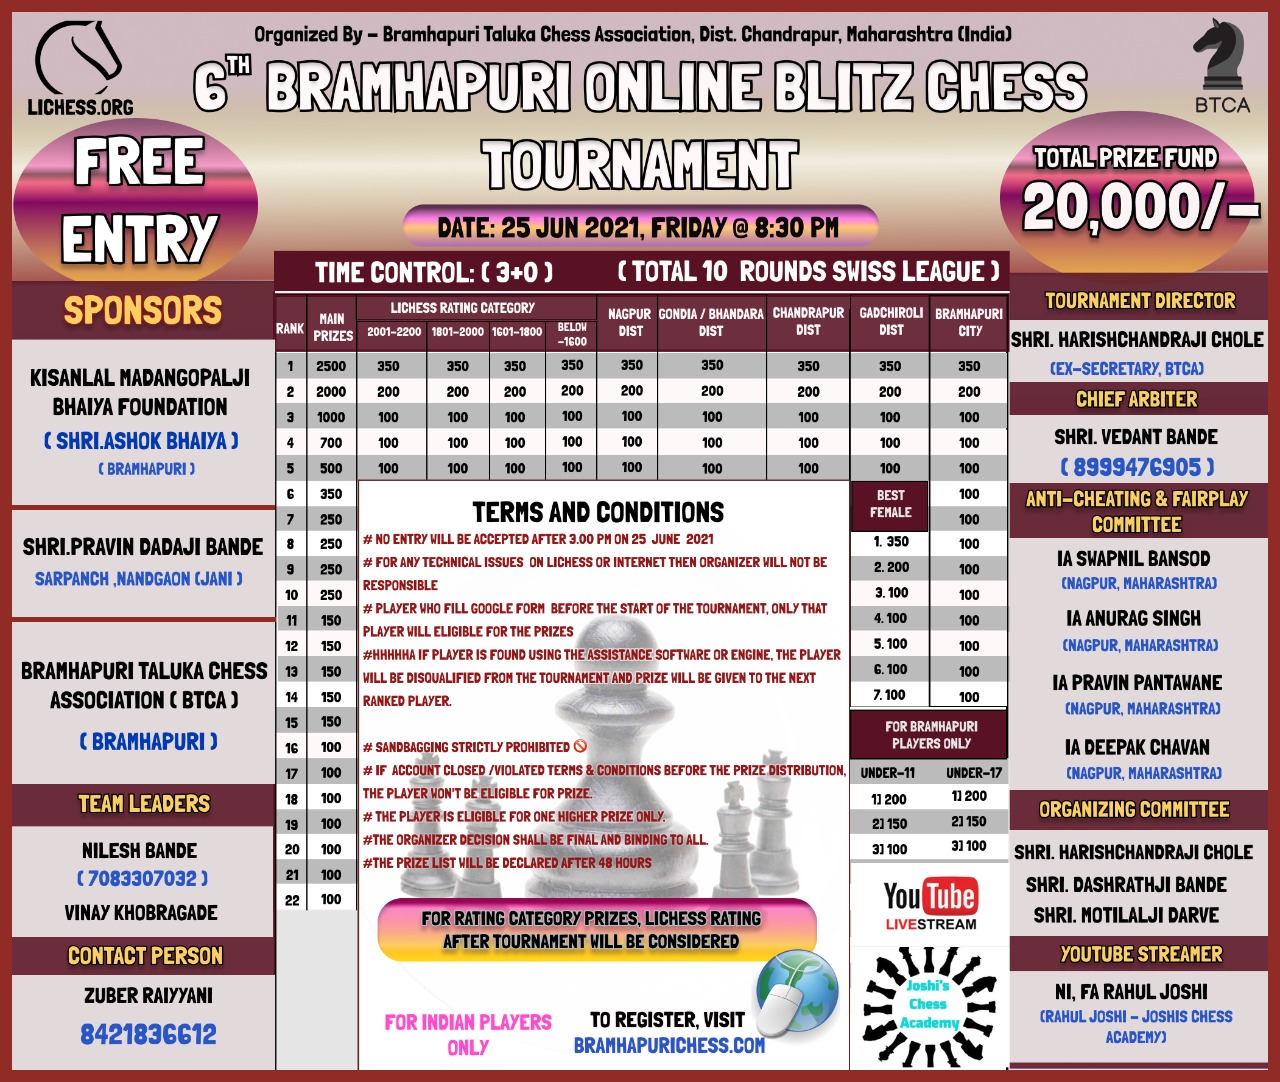 Organized By – Bramhapuri Taluka Chess Association, Dist. Chandrapur, Maharashtra (India)
LICHESS.ORG
BTCA
6TH BRAMHAPURI ONLINE BLITZ CHESS
TOURNAMENT
FREE
ENTRY
TOTAL PRIZE FUND
20,000/–
DATE: 25 JUN 2021, FRIDAY @ 8:30 PM
TIME CONTROL: ( 3+0 ) ( TOTAL 10 ROUNDS SWISS LEAGUE )
SPONSORS
KISANLAL MADANGOPALJI
BHAIYA FOUNDATION
( SHRI.ASHOK BHAIYA )
( BRAMHAPURI )
SHRI.PRAVIN DADAJI BANDE
SARPANCH ,NANDGAON (JANI )
BRAMHAPURI TALUKA CHESS
ASSOCIATION ( BTCA )
( BRAMHAPURI )
TEAM LEADERS
NILESH BANDE
( 7083307032 )
VINAY KHOBRAGADE
CONTACT PERSON
ZUBER RAIYYANI
8421836612
RANK MAIN PRIZES LICHESS RATING CATEGORY NAGPUR DIST GONDIA / BHANDARA DIST CHANDRAPUR DIST GADCHIROLI DIST BRAMHAPURI CITY
2001–2200 1801–2000 1601–1800 BELOW –1600
1 2500 350 350 350 350 350 350 350 350 350
2 2000 200 200 200 200 200 200 200 200 200
3 1000 100 100 100 100 100 100 100 100 100
4 700 100 100 100 100 100 100 100 100 100
5 500 100 100 100 100 100 100 100 100 100
6 350 100
7 250 100
8 250 100
9 250 100
10 250 100
11 150 100
12 150 100
13 150 100
14 150 100
15 150
16 100
17 100
18 100
19 100
20 100
21 100
22 100
TERMS AND CONDITIONS
# NO ENTRY WILL BE ACCEPTED AFTER 3.00 PM ON 25 JUNE 2021
# FOR ANY TECHNICAL ISSUES ON LICHESS OR INTERNET THEN ORGANIZER WILL NOT BE
RESPONSIBLE
# PLAYER WHO FILL GOOGLE FORM BEFORE THE START OF THE TOURNAMENT, ONLY THAT
PLAYER WILL ELIGIBLE FOR THE PRIZES
#HHHHHA IF PLAYER IS FOUND USING THE ASSISTANCE SOFTWARE OR ENGINE, THE PLAYER
WILL BE DISQUALIFIED FROM THE TOURNAMENT AND PRIZE WILL BE GIVEN TO THE NEXT
RANKED PLAYER.
# SANDBAGGING STRICTLY PROHIBITED 🚫
# IF ACCOUNT CLOSED /VIOLATED TERMS & CONDITIONS BEFORE THE PRIZE DISTRIBUTION,
THE PLAYER WON'T BE ELIGIBLE FOR PRIZE.
# THE PLAYER IS ELIGIBLE FOR ONE HIGHER PRIZE ONLY.
#THE ORGANIZER DECISION SHALL BE FINAL AND BINDING TO ALL.
#THE PRIZE LIST WILL BE DECLARED AFTER 48 HOURS
FOR RATING CATEGORY PRIZES, LICHESS RATING
AFTER TOURNAMENT WILL BE CONSIDERED
FOR INDIAN PLAYERS
ONLY
TO REGISTER, VISIT
BRAMHAPURICHESS.COM
BEST
FEMALE
1. 350
2. 200
3. 100
4. 100
5. 100
6. 100
7. 100
FOR BRAMHAPURI
PLAYERS ONLY
UNDER–11 UNDER–17
1] 200 1] 200
2] 150 2] 150
3] 100 3] 100
YouTube
LIVESTREAM
Joshi's
Chess
Academy
TOURNAMENT DIRECTOR
SHRI. HARISHCHANDRAJI CHOLE
(EX–SECRETARY, BTCA)
CHIEF ARBITER
SHRI. VEDANT BANDE
( 8999476905 )
ANTI–CHEATING & FAIRPLAY
COMMITTEE
IA SWAPNIL BANSOD
(NAGPUR, MAHARASHTRA)
IA ANURAG SINGH
(NAGPUR, MAHARASHTRA)
IA PRAVIN PANTAWANE
(NAGPUR, MAHARASHTRA)
IA DEEPAK CHAVAN
(NAGPUR, MAHARASHTRA)
ORGANIZING COMMITTEE
SHRI. HARISHCHANDRAJI CHOLE
SHRI. DASHRATHJI BANDE
SHRI. MOTILALJI DARVE
YOUTUBE STREAMER
NI, FA RAHUL JOSHI
(RAHUL JOSHI – JOSHIS CHESS
ACADEMY)